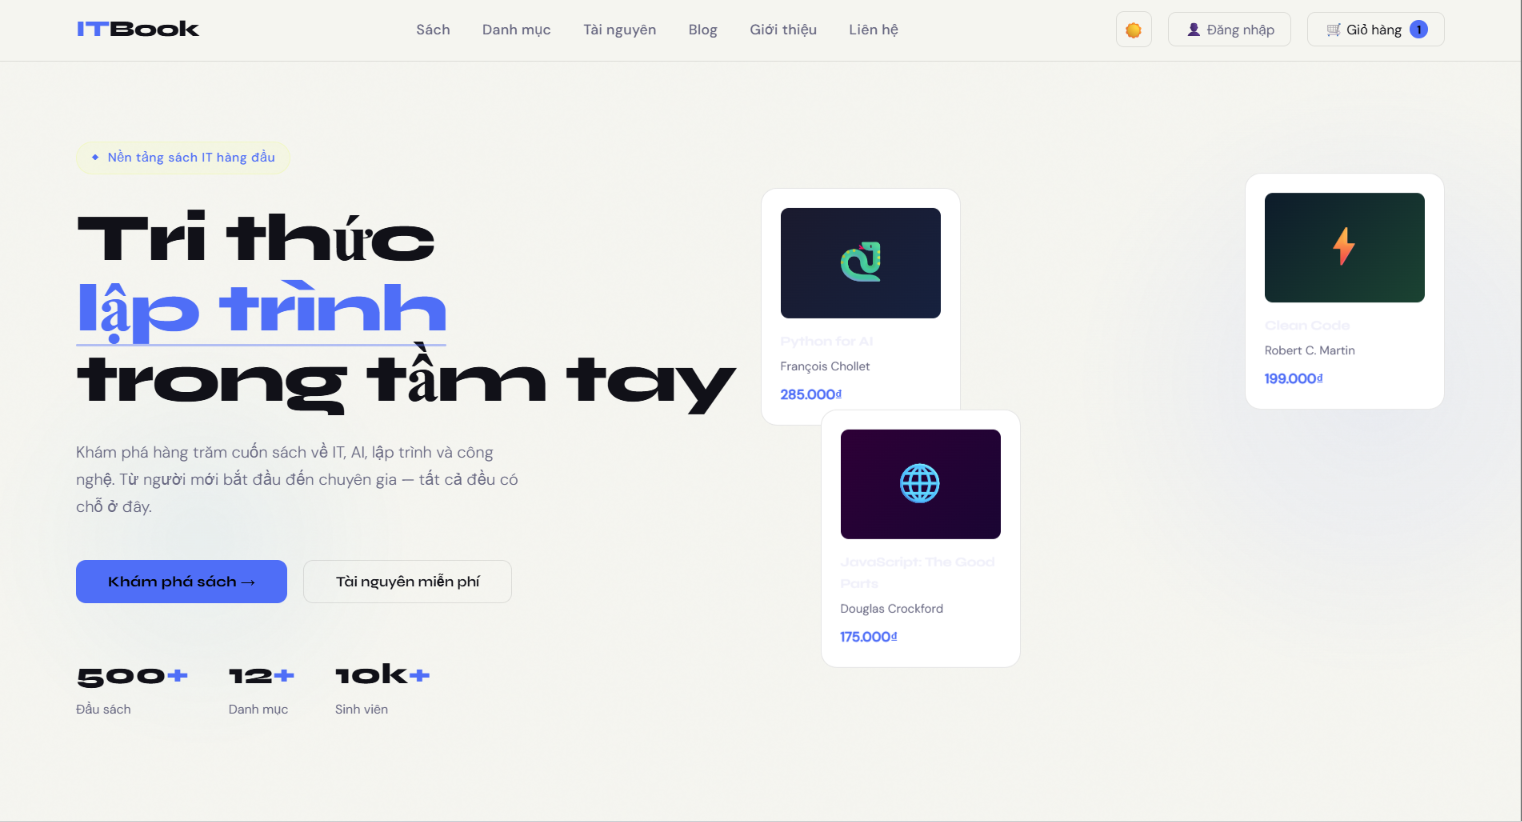 ITBook
Sách
Danh mục
Tài nguyên
Blog
Giới thiệu
Liên hệ
Đăng nhập
Giỏ hàng 1
Nền tảng sách IT hàng đầu
Tri thức
lập trình
trong tầm tay
Khám phá hàng trăm cuốn sách về IT, AI, lập trình và công
nghệ. Từ người mới bắt đầu đến chuyên gia — tất cả đều có
chỗ ở đây.
Khám phá sách →
Tài nguyên miễn phí
500+
Đầu sách
12+
Danh mục
10k+
Sinh viên
Python for AI
François Chollet
285.000₫
JavaScript: The Good
Parts
Douglas Crockford
175.000₫
Clean Code
Robert C. Martin
199.000₫